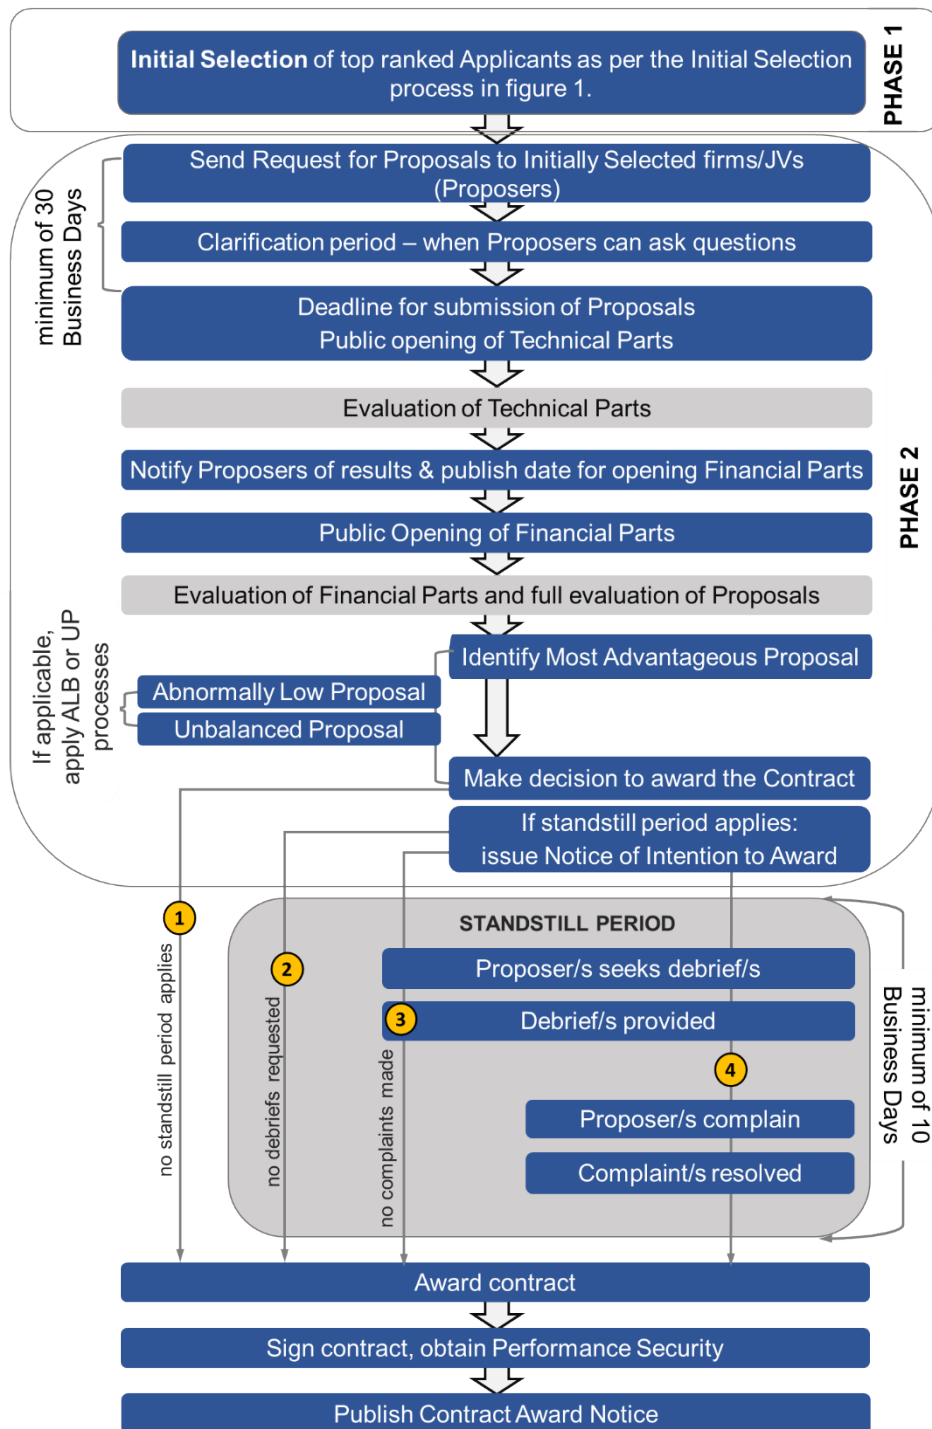 Initial Selection of top ranked Applicants as per the Initial Selection
process in figure 1.
PHASE 1
Send Request for Proposals to Initially Selected firms/JVs
(Proposers)
minimum of 30
Business Days
Clarification period – when Proposers can ask questions
Deadline for submission of Proposals
Public opening of Technical Parts
Evaluation of Technical Parts
Notify Proposers of results & publish date for opening Financial Parts
PHASE 2
Public Opening of Financial Parts
Evaluation of Financial Parts and full evaluation of Proposals
If applicable,
apply ALB or UP
processes
Identify Most Advantageous Proposal
Abnormally Low Proposal
Unbalanced Proposal
Make decision to award the Contract
If standstill period applies:
issue Notice of Intention to Award
1
no standstill period applies
STANDSTILL PERIOD
2
no debriefs requested
Proposer/s seeks debrief/s
3
no complaints made
Debrief/s provided
4
minimum of 10
Business Days
Proposer/s complain
Complaint/s resolved
Award contract
Sign contract, obtain Performance Security
Publish Contract Award Notice